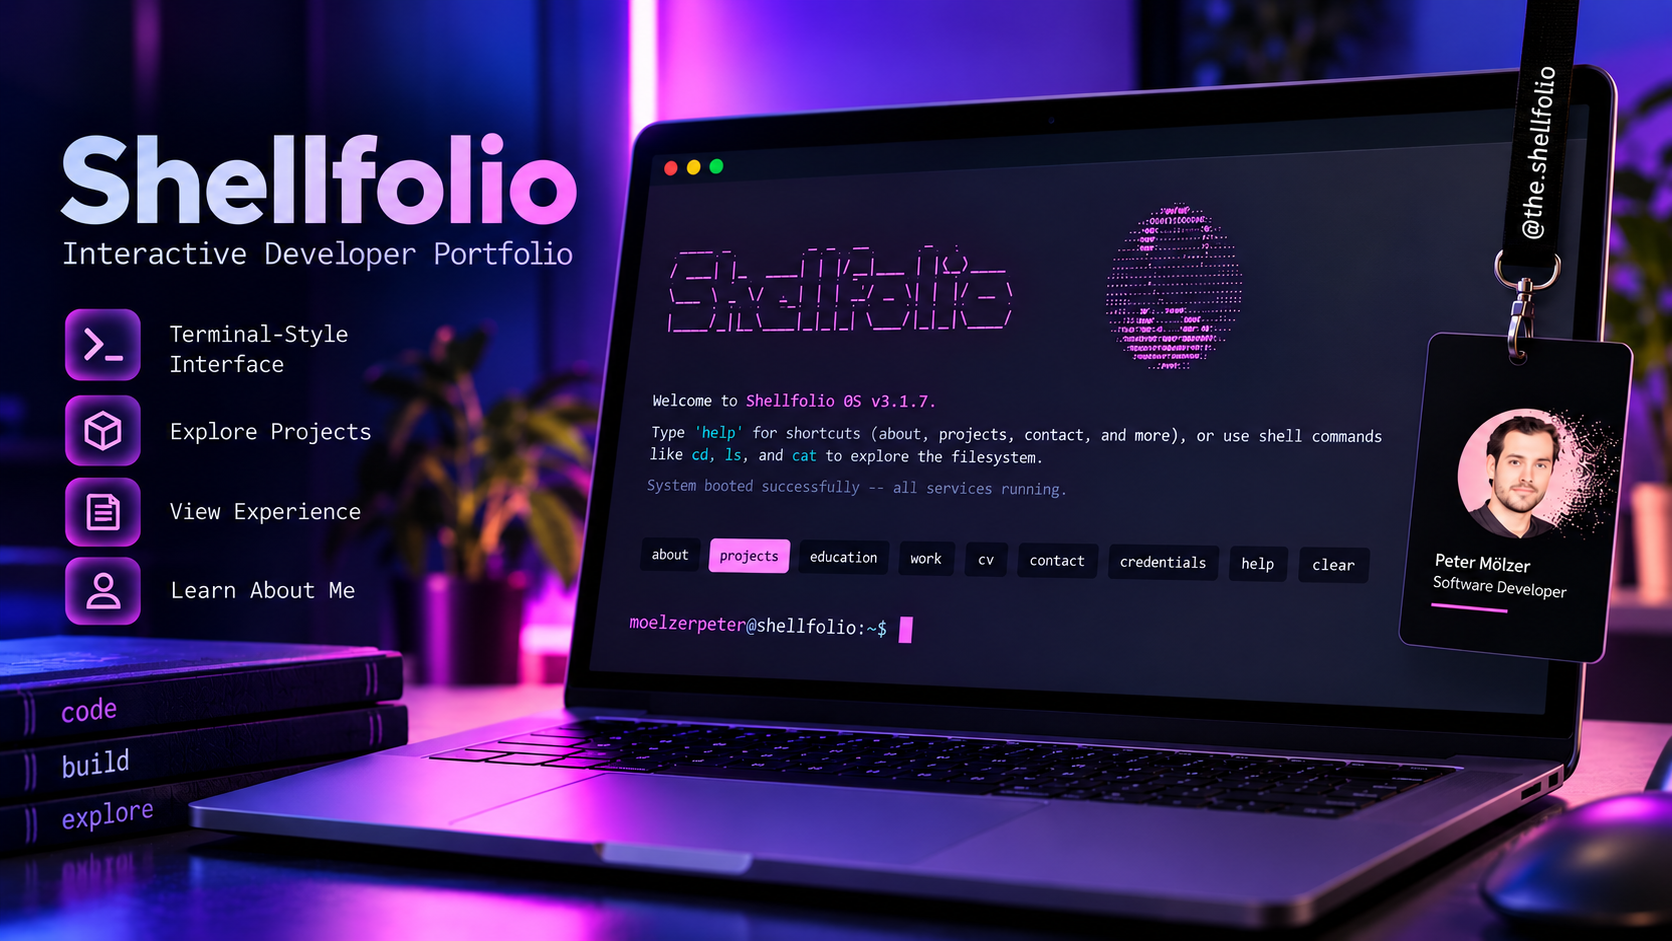 Shellfolio
Interactive Developer Portfolio
Terminal-Style
Interface
Explore Projects
View Experience
Learn About Me
code
build
explore
Shellfolio
Welcome to Shellfolio OS v3.1.7.
Type 'help' for shortcuts (about, projects, contact, and more), or use shell commands
like cd, ls, and cat to explore the filesystem.
System booted successfully -- all services running.
about projects education work cv contact credentials help clear
moelzerpeter@shellfolio:~$
@the.shellfolio
Peter Mölzer
Software Developer